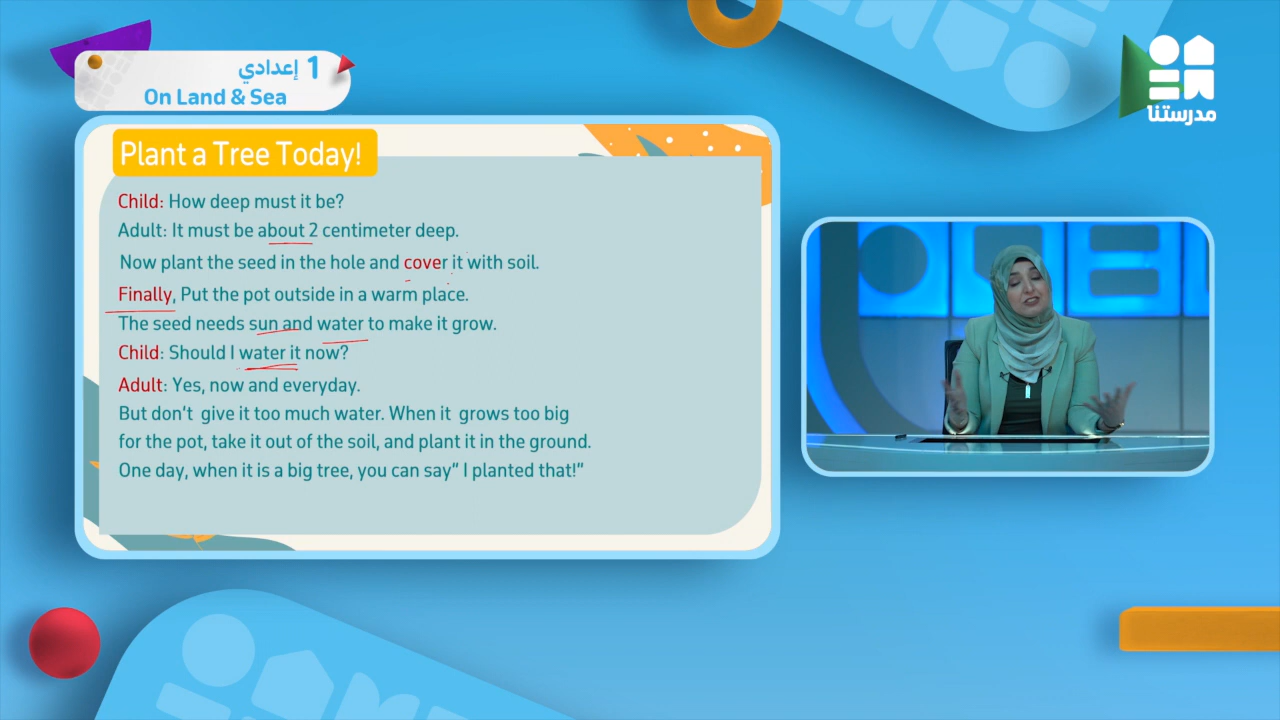 1 إعدادي
On Land & Sea
مدرستنا
Plant a Tree Today!
Child: How deep must it be?
Adult: It must be about 2 centimeter deep.
Now plant the seed in the hole and cover it with soil.
Finally, Put the pot outside in a warm place.
The seed needs sun and water to make it grow.
Child: Should I water it now?
Adult: Yes, now and everyday.
But don't give it too much water. When it grows too big
for the pot, take it out of the soil, and plant it in the ground.
One day, when it is a big tree, you can say" I planted that!"